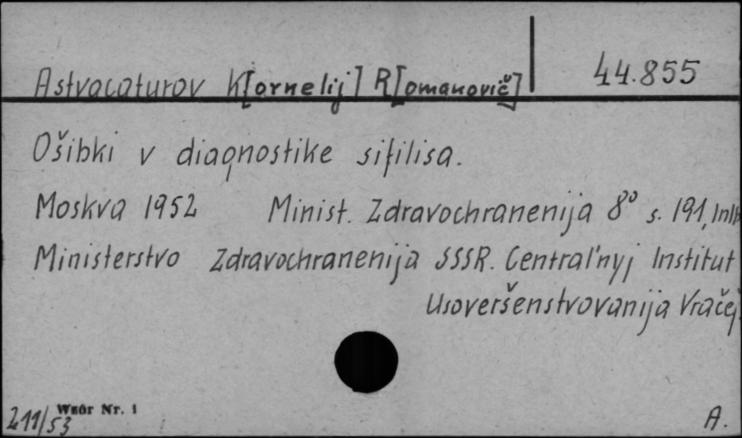 Astvacaturov K[ornelij] R[omanovič] 44.855
Ošibki v diagnostike sifilisa.
Moskva 1952 Minist. Zdravochranenija 8° s. 191,
Ministerstvo Zdravochranenija SSSR. Central'nyj Institut
Usoveršenstvovanija Vračej.
Wzór Nr. 1
211/53 A.